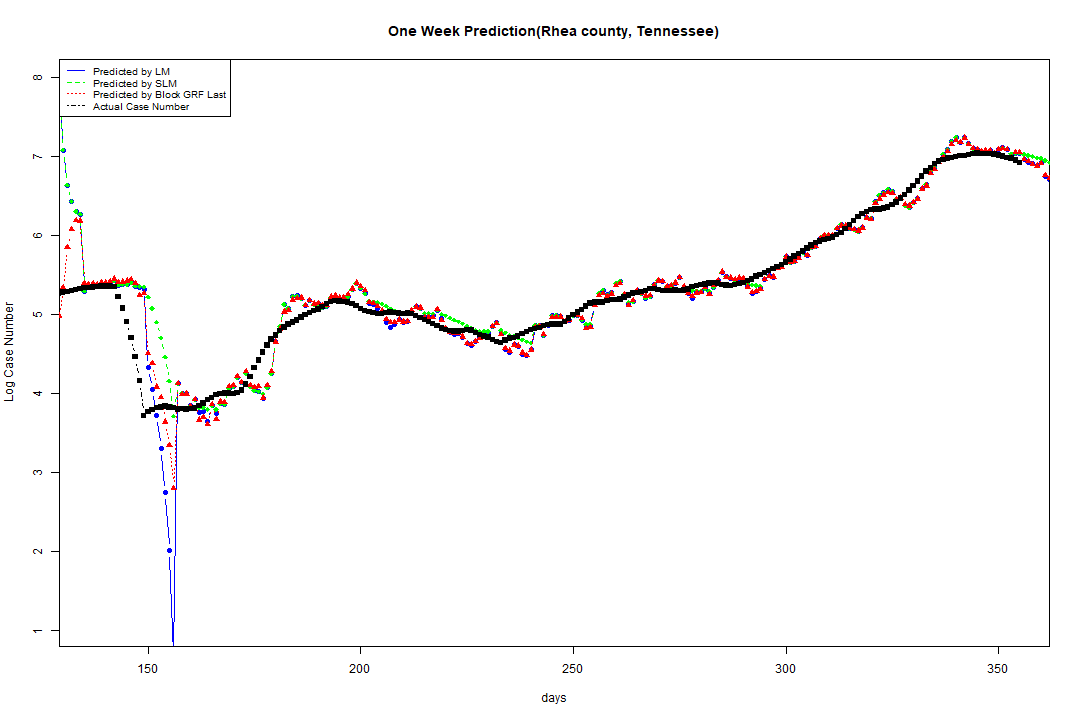 One Week Prediction(Rhea county, Tennessee)
Predicted by LM
Predicted by SLM
Predicted by Block GRF Last
Actual Case Number
Log Case Number
8
7
6
5
4
3
2
1
150 200 250 300 350
days